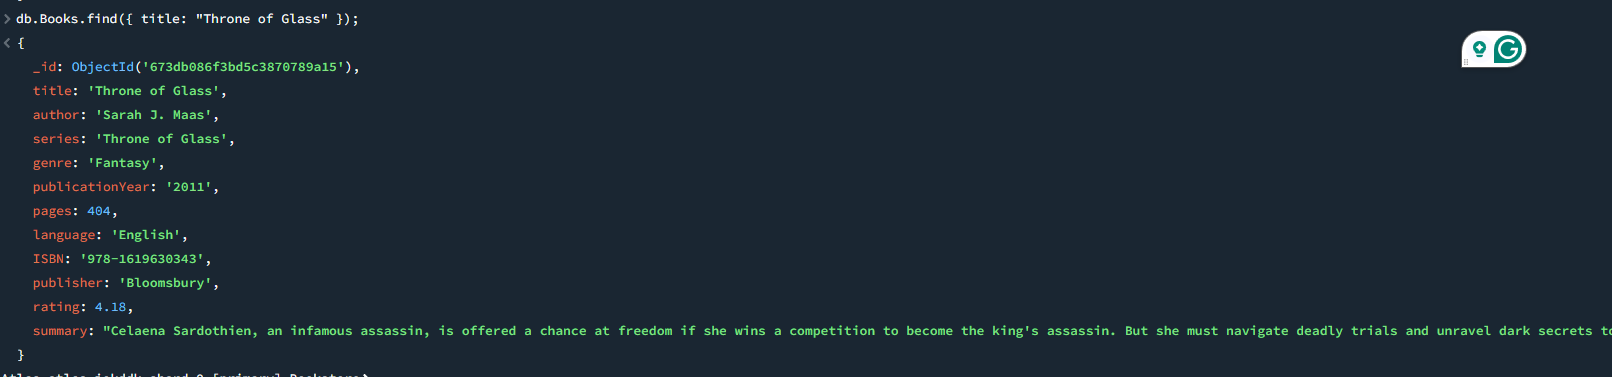 > db.Books.find({ title: "Throne of Glass" });
< {
_id: ObjectId('673db086f3bd5c3870789a15'),
title: 'Throne of Glass',
author: 'Sarah J. Maas',
series: 'Throne of Glass',
genre: 'Fantasy',
publicationYear: '2011',
pages: 404,
language: 'English',
ISBN: '978-1619630343',
publisher: 'Bloomsbury',
rating: 4.18,
summary: "Celaena Sardothien, an infamous assassin, is offered a chance at freedom if she wins a competition to become the king's assassin. But she must navigate deadly trials and unravel dark secrets to
}